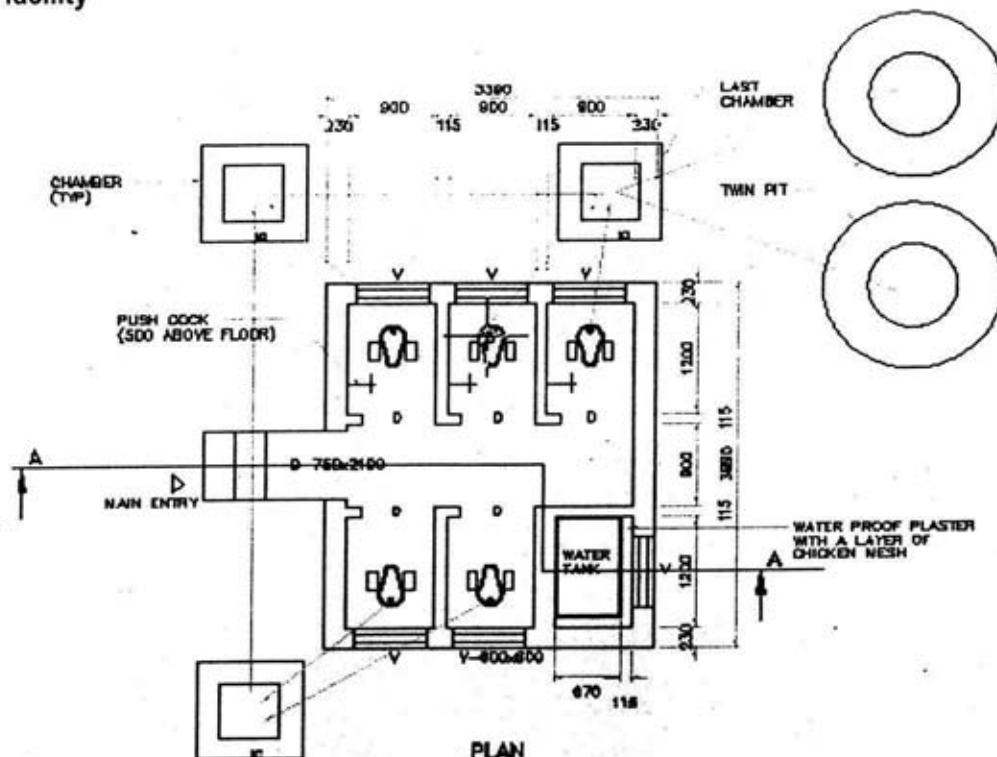 facility
3390
900 900 900
230 115 115 230
LAST
CHAMBER
CHAMBER
(TYP)
TWIN PIT
V V V
230
PUSH COCK
(500 ABOVE FLOOR)
1200
D D D
115
A
D 750x2100
900
3890
MAIN ENTRY
D D
115
WATER PROOF PLASTER
WITH A LAYER OF
CHICKEN MESH
WATER
TANK
1200
V
A
230
V
V-600x600
670
115
PLAN